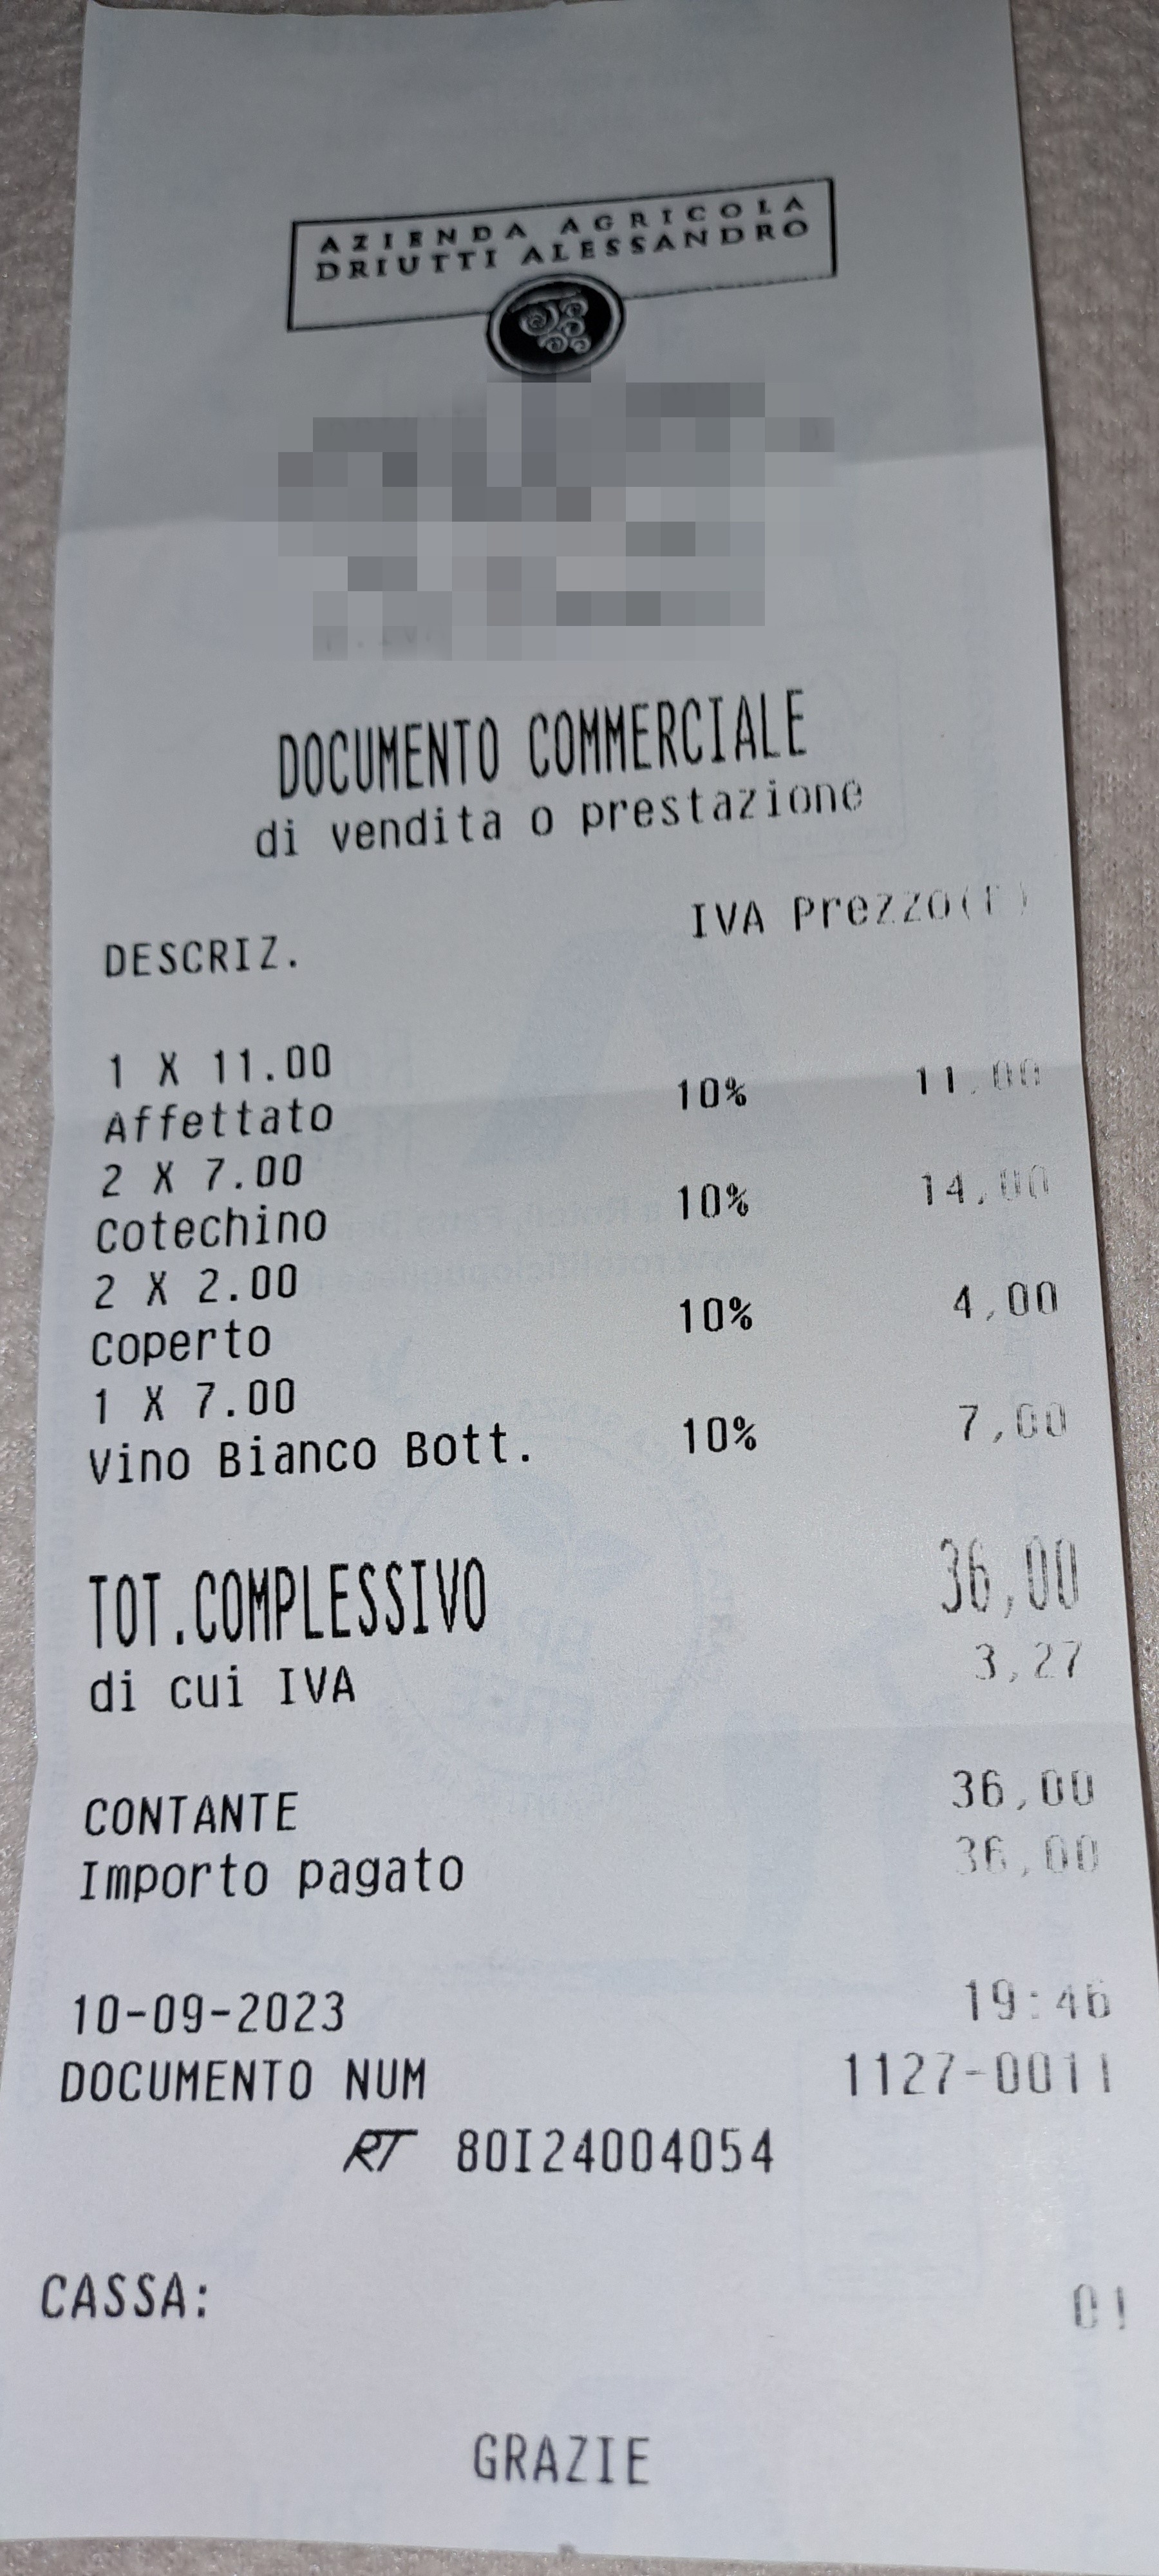 AZIENDA AGRICOLA
DRIUTTI ALESSANDRO
DOCUMENTO COMMERCIALE
di vendita o prestazione
DESCRIZ. IVA Prezzo(
1 X 11.00
Affettato 10% 11,00
2 X 7.00
Cotechino 10% 14,00
2 X 2.00
Coperto 10% 4,00
1 X 7.00
Vino Bianco Bott. 10% 7,00
TOT.COMPLESSIVO 36,00
di cui IVA 3,27
CONTANTE 36,00
Importo pagato 36,00
10-09-2023 19:46
DOCUMENTO NUM 1127-0011
RT 80I24004054
CASSA: 01
GRAZIE